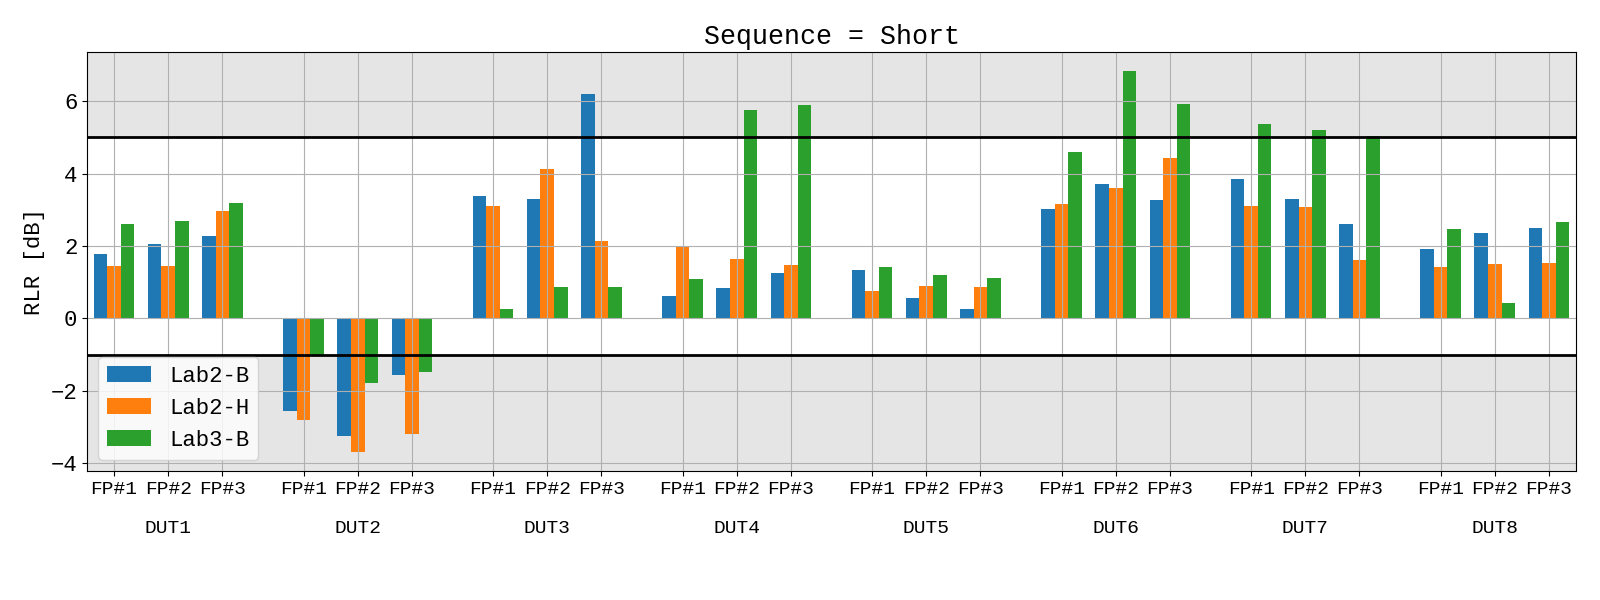 Sequence = Short
RLR [dB]
6
4
2
0
−2
−4
Lab2-B
Lab2-H
Lab3-B
FP#1 FP#2 FP#3 FP#1 FP#2 FP#3 FP#1 FP#2 FP#3 FP#1 FP#2 FP#3 FP#1 FP#2 FP#3 FP#1 FP#2 FP#3 FP#1 FP#2 FP#3 FP#1 FP#2 FP#3
DUT1 DUT2 DUT3 DUT4 DUT5 DUT6 DUT7 DUT8